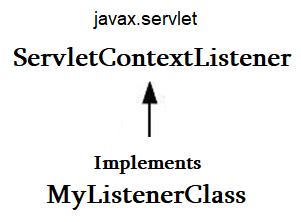 javax.servlet
ServletContextListener
Implements
MyListenerClass